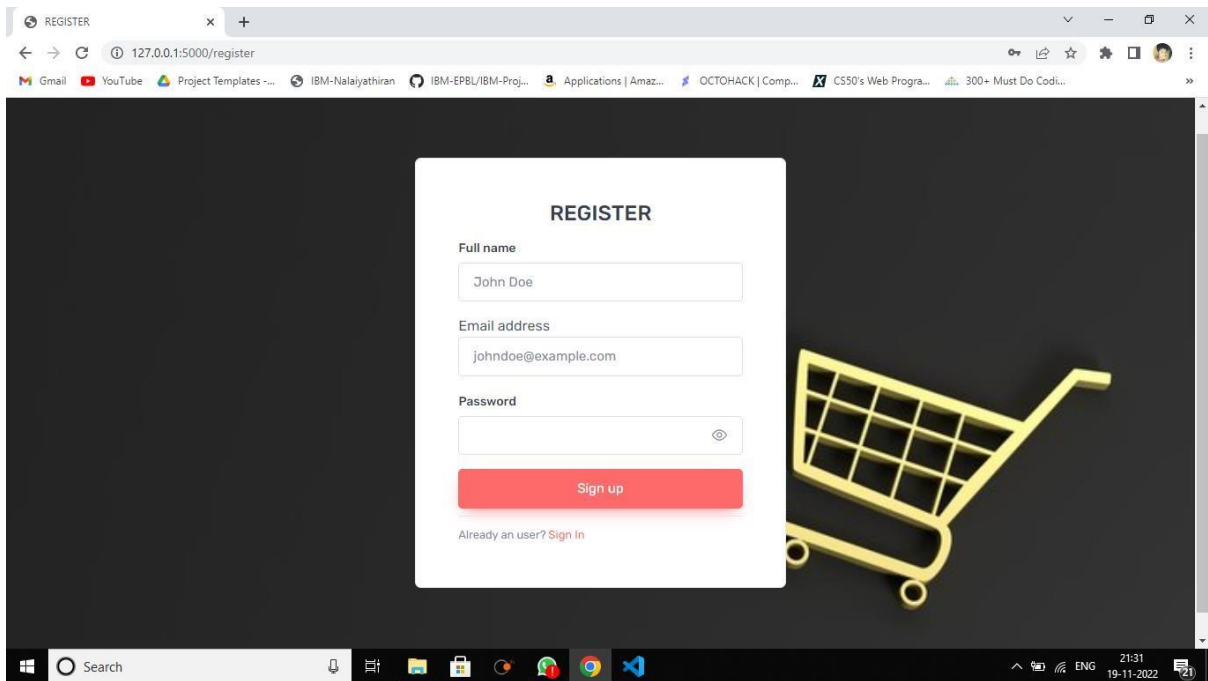 REGISTER
127.0.0.1:5000/register
Gmail YouTube Project Templates -... IBM-Nalaiyathiran IBM-EPBL/IBM-Proj... Applications | Amaz... OCTOHACK | Comp... CS50's Web Progra... 300+ Must Do Codi... »
REGISTER
Full name
John Doe
Email address
johndoe@example.com
Password
Sign up
Already an user? Sign In
Search
ENG
21:31
19-11-2022
21